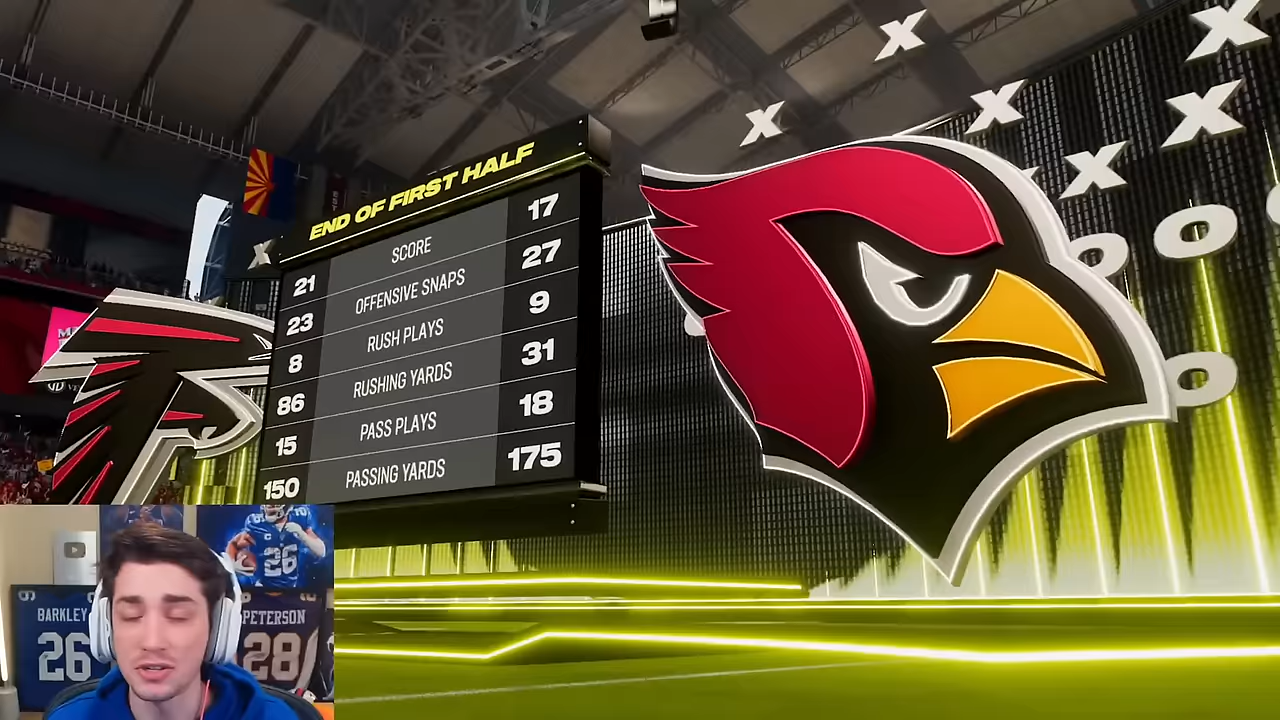 END OF FIRST HALF
21 SCORE 17
23 OFFENSIVE SNAPS 27
8 RUSH PLAYS 9
86 RUSHING YARDS 31
15 PASS PLAYS 18
150 PASSING YARDS 175
X X X X X X
O O O
26
BARKLEY
26
PETERSON
28